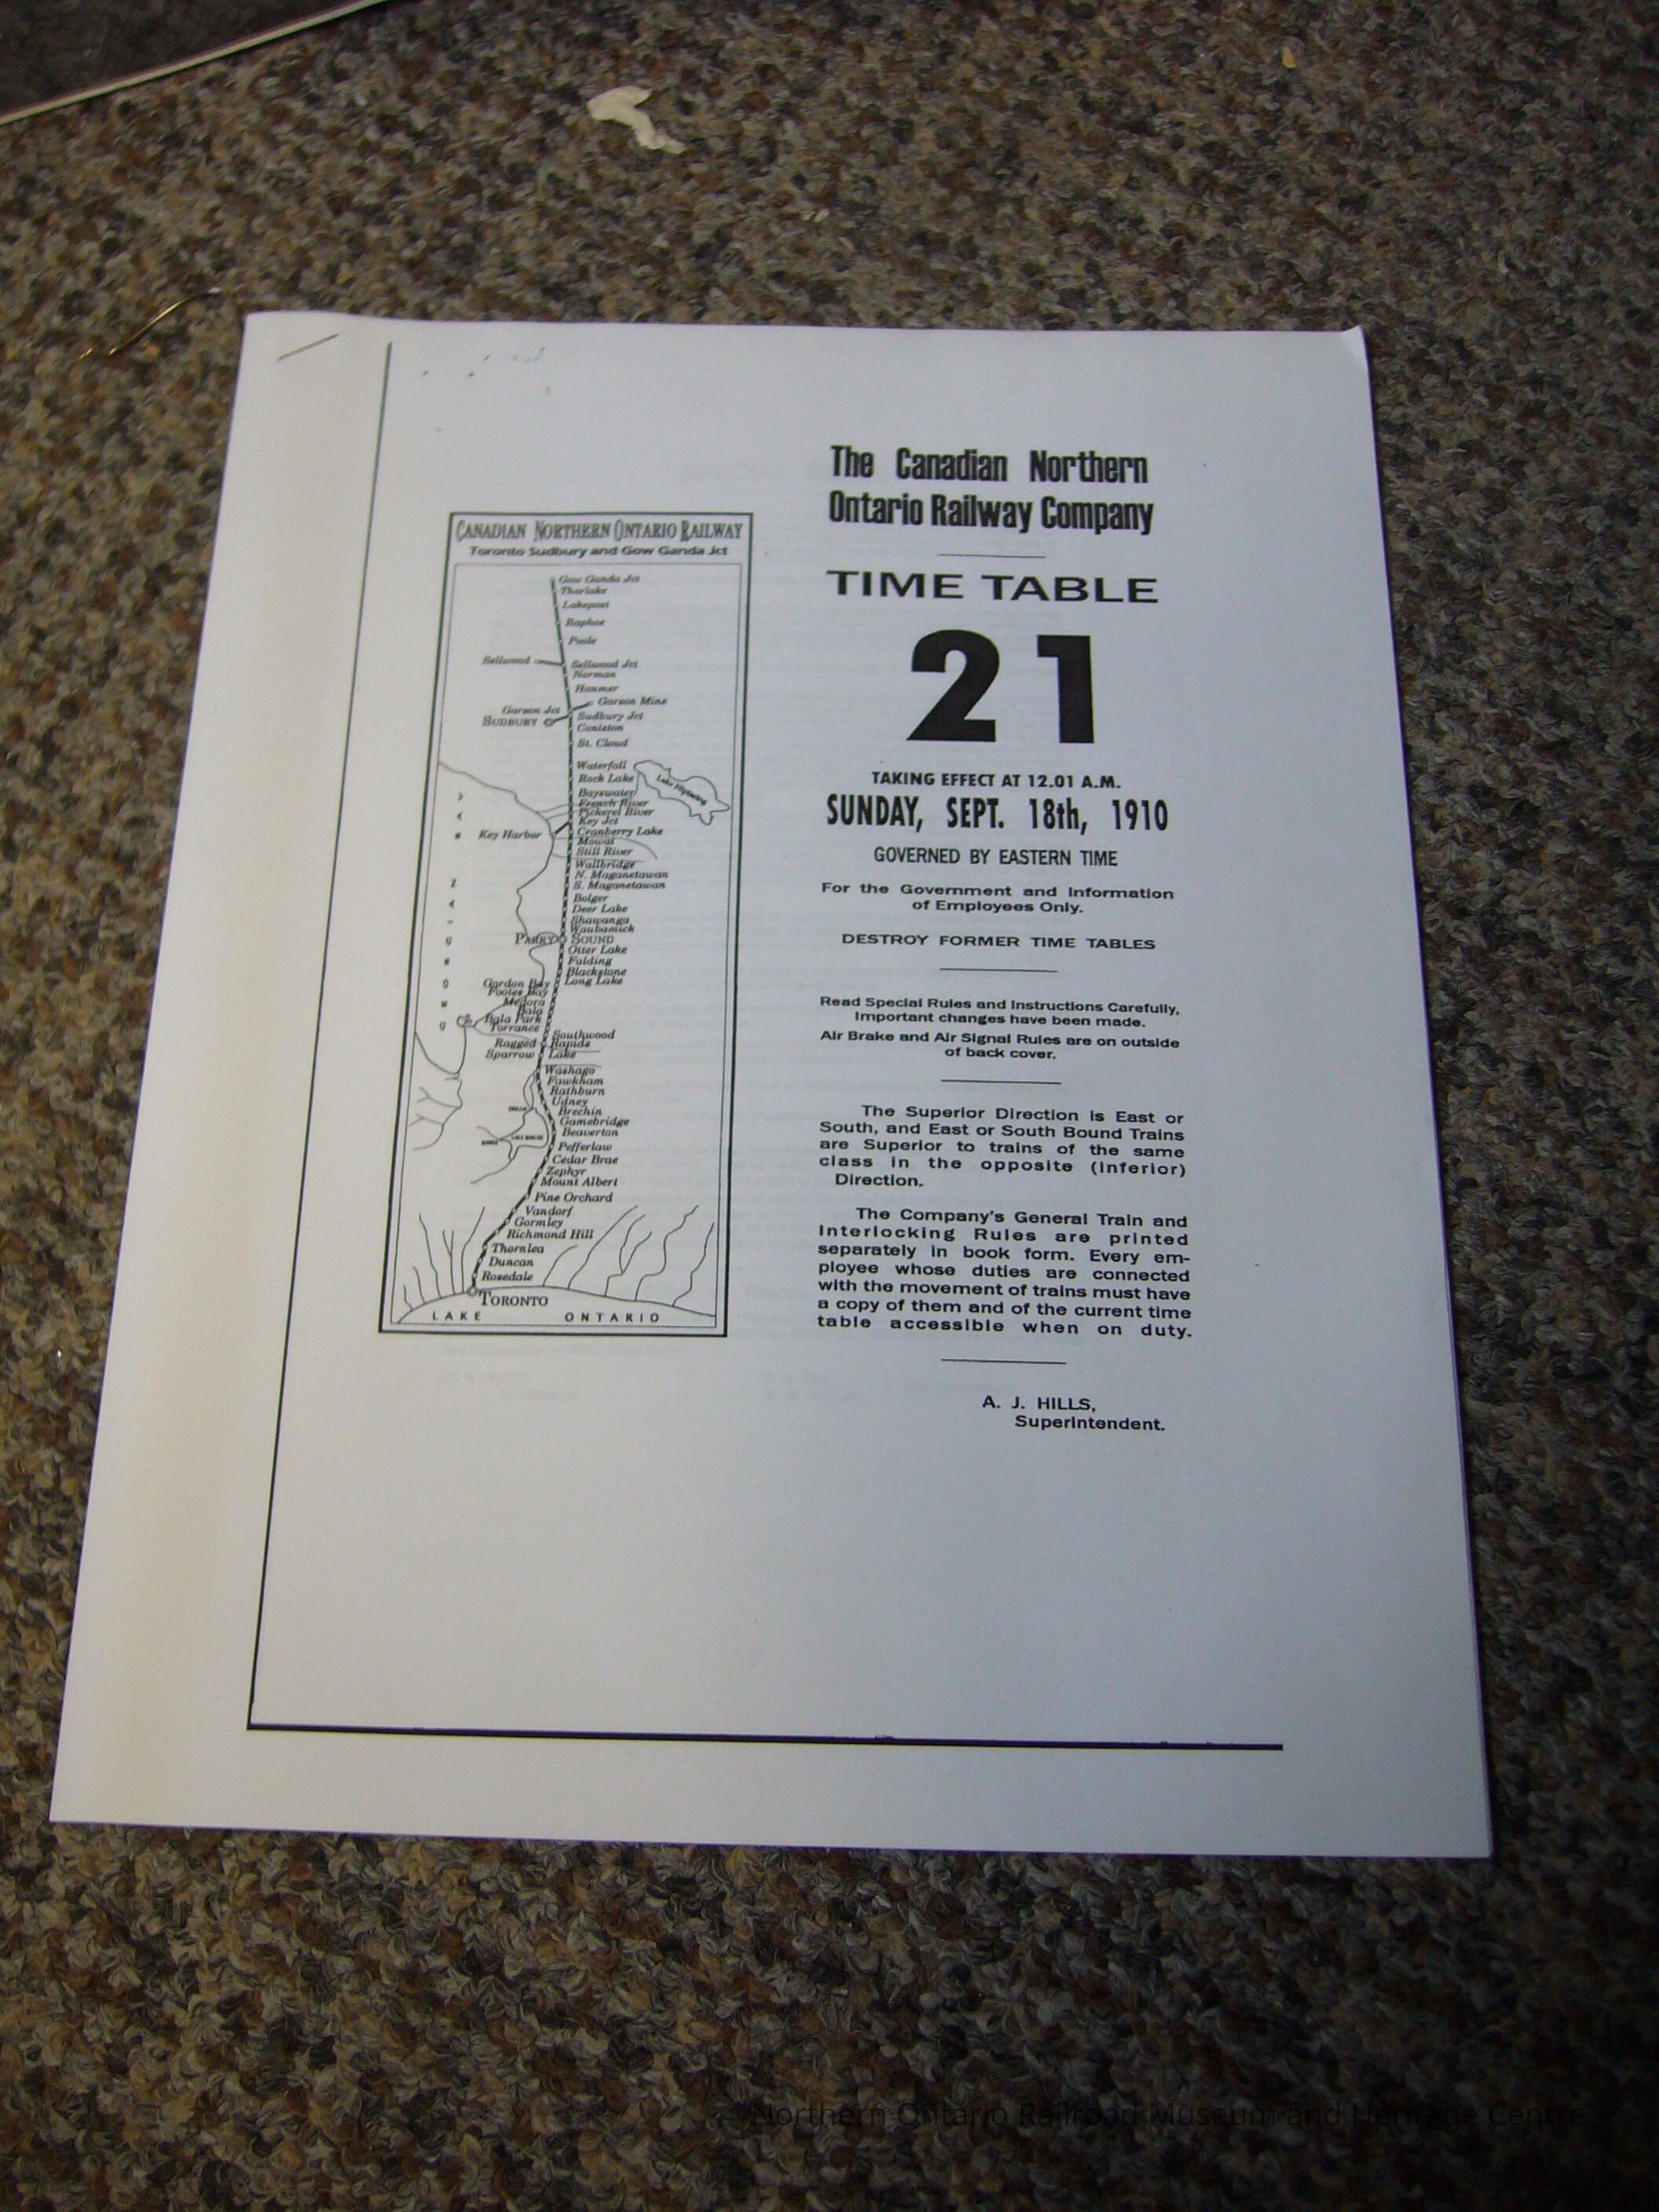 CANADIAN NORTHERN ONTARIO RAILWAY
Toronto Sudbury and Gow Ganda Jct
Gow Ganda Jct
Thorlake
Lakepost
Raphoe
Poole
Sellwood
Sellwood Jct
Norman
Hanmer
Garson Mine
Garson Jct
SUDBURY
Sudbury Jct
Coniston
St. Cloud
Waterfall
Rock Lake
Lake Nipissing
Bayswater
French River
Pickerel River
Key Jct
Key Harbor
Cranberry Lake
Mowat
Still River
Wallbridge
N. Maganetawan
S. Maganetawan
Bolger
Deer Lake
Shawanga
Waubamick
PARRY SOUND
Otter Lake
Falding
Blackstone
Long Lake
Gordon Bay
Footes Bay
Medora
Bala
Bala Park
Torrance
Southwood
Ragged Rapids
Sparrow Lake
Washago
Fawkham
Rathburn
Udney
Brechin
Gamebridge
Beaverton
Pefferlaw
Cedar Brae
Zephyr
Mount Albert
Pine Orchard
Vandorf
Gormley
Richmond Hill
Thornlea
Duncan
Rosedale
TORONTO
LAKE ONTARIO
The Canadian Northern
Ontario Railway Company
TIME TABLE
21
TAKING EFFECT AT 12.01 A.M.
SUNDAY, SEPT. 18th, 1910
GOVERNED BY EASTERN TIME
For the Government and Information
of Employees Only.
DESTROY FORMER TIME TABLES
Read Special Rules and Instructions Carefully,
Important changes have been made.
Air Brake and Air Signal Rules are on outside
of back cover.
The Superior Direction is East or
South, and East or South Bound Trains
are Superior to trains of the same
class in the opposite (inferior)
Direction.
The Company's General Train and
Interlocking Rules are printed
separately in book form. Every em-
ployee whose duties are connected
with the movement of trains must have
a copy of them and of the current time
table accessible when on duty.
A. J. HILLS,
Superintendent.
Northern Ontario Railroad Museum and Heritage Centre